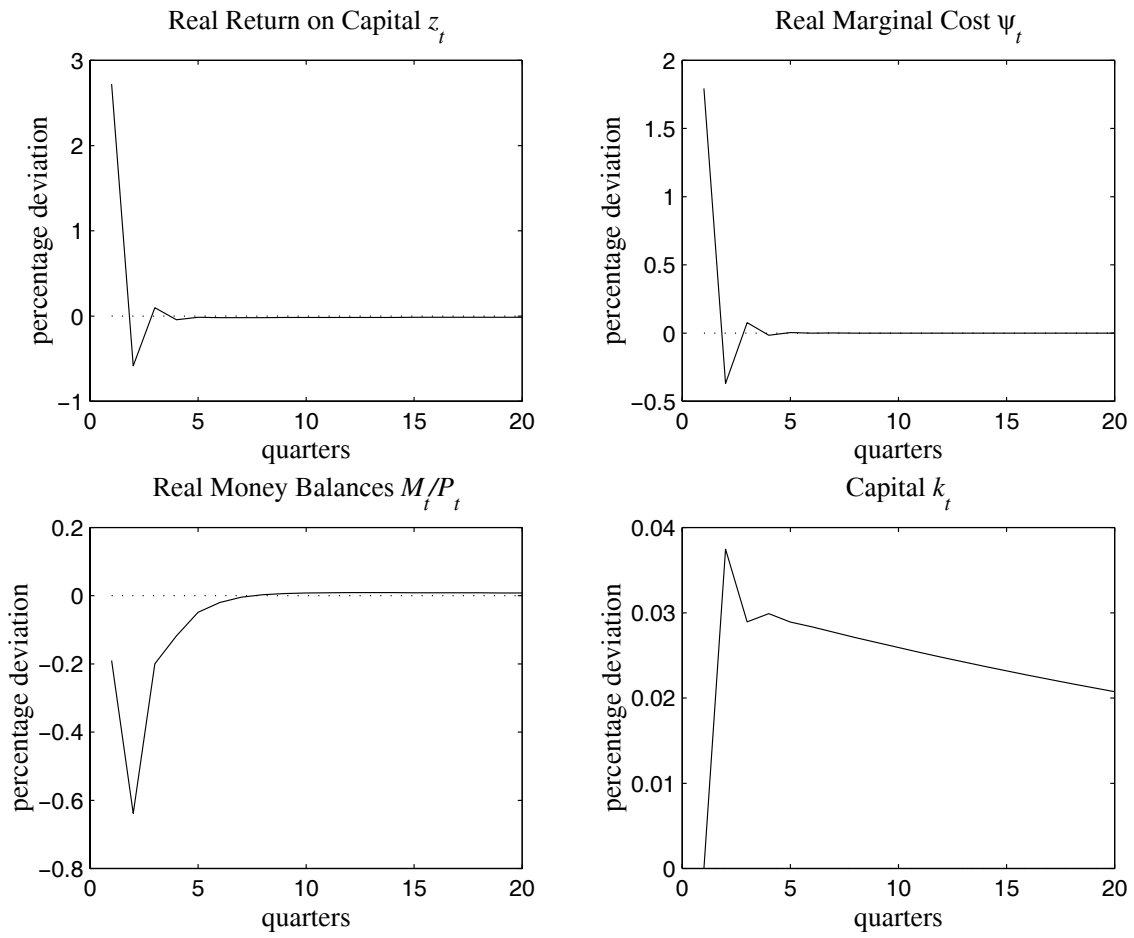 Real Return on Capital z_t
3
2
1
0
−1
percentage deviation
0 5 10 15 20
quarters
Real Marginal Cost ψ_t
2
1.5
1
0.5
0
−0.5
percentage deviation
0 5 10 15 20
quarters
Real Money Balances M_t/P_t
0.2
0
−0.2
−0.4
−0.6
−0.8
percentage deviation
0 5 10 15 20
quarters
Capital k_t
0.04
0.03
0.02
0.01
0
percentage deviation
0 5 10 15 20
quarters